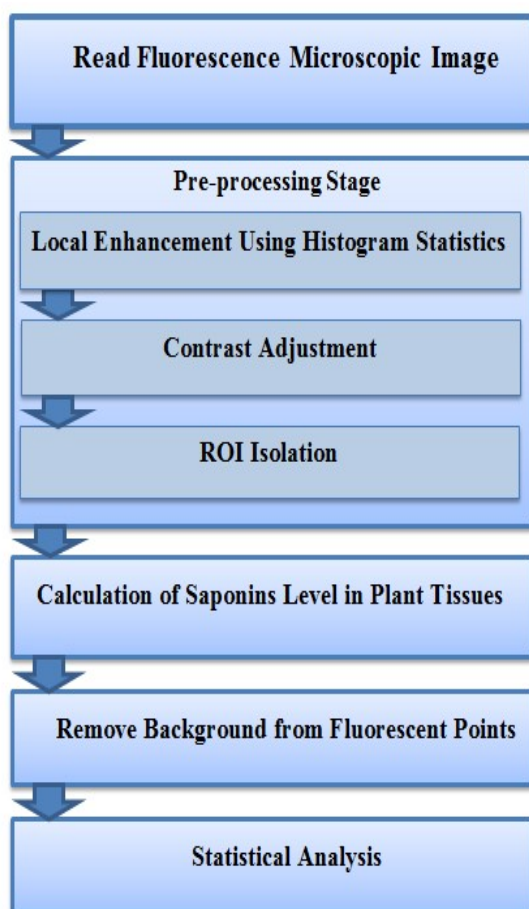 Read Fluorescence Microscopic Image
Pre-processing Stage
Local Enhancement Using Histogram Statistics
Contrast Adjustment
ROI Isolation
Calculation of Saponins Level in Plant Tissues
Remove Background from Fluorescent Points
Statistical Analysis